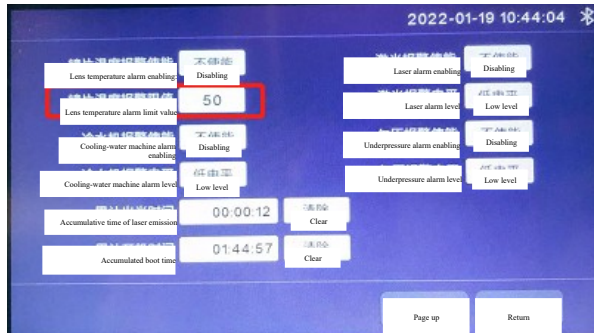 2022-01-19 10:44:04
不使能
Lens temperature alarm enabling:
Disabling
Laser alarm enabling
Disabling
50
Lens temperature alarm limit value
Laser alarm level
Low level
Cooling-water machine alarm
enabling
Disabling
Underpressure alarm enabling
Disabling
Cooling-water machine alarm level
Low level
Underpressure alarm level
Low level
00:00:12
Accumulative time of laser emission
Clear
01:44:57
Accumulated boot time
Clear
Page up
Return